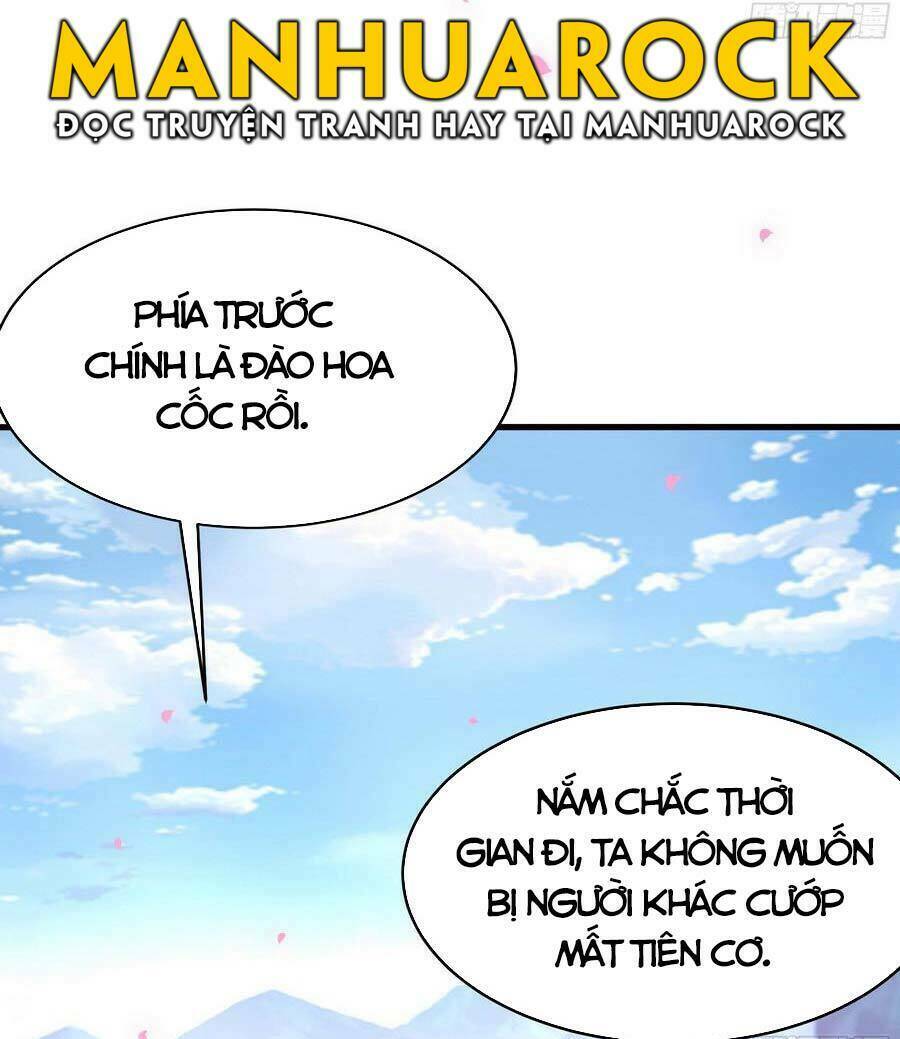 MANHUAROCK
ĐỌC TRUYỆN TRANH HAY TẠI MANHUAROCK
PHÍA TRƯỚC
CHÍNH LÀ ĐÀO HOA
CỐC RỒI.
NẮM CHẮC THỜI
GIAN ĐI, TA KHÔNG MUỐN
BỊ NGƯỜI KHÁC CƯỚP
MẤT TIÊN CƠ.